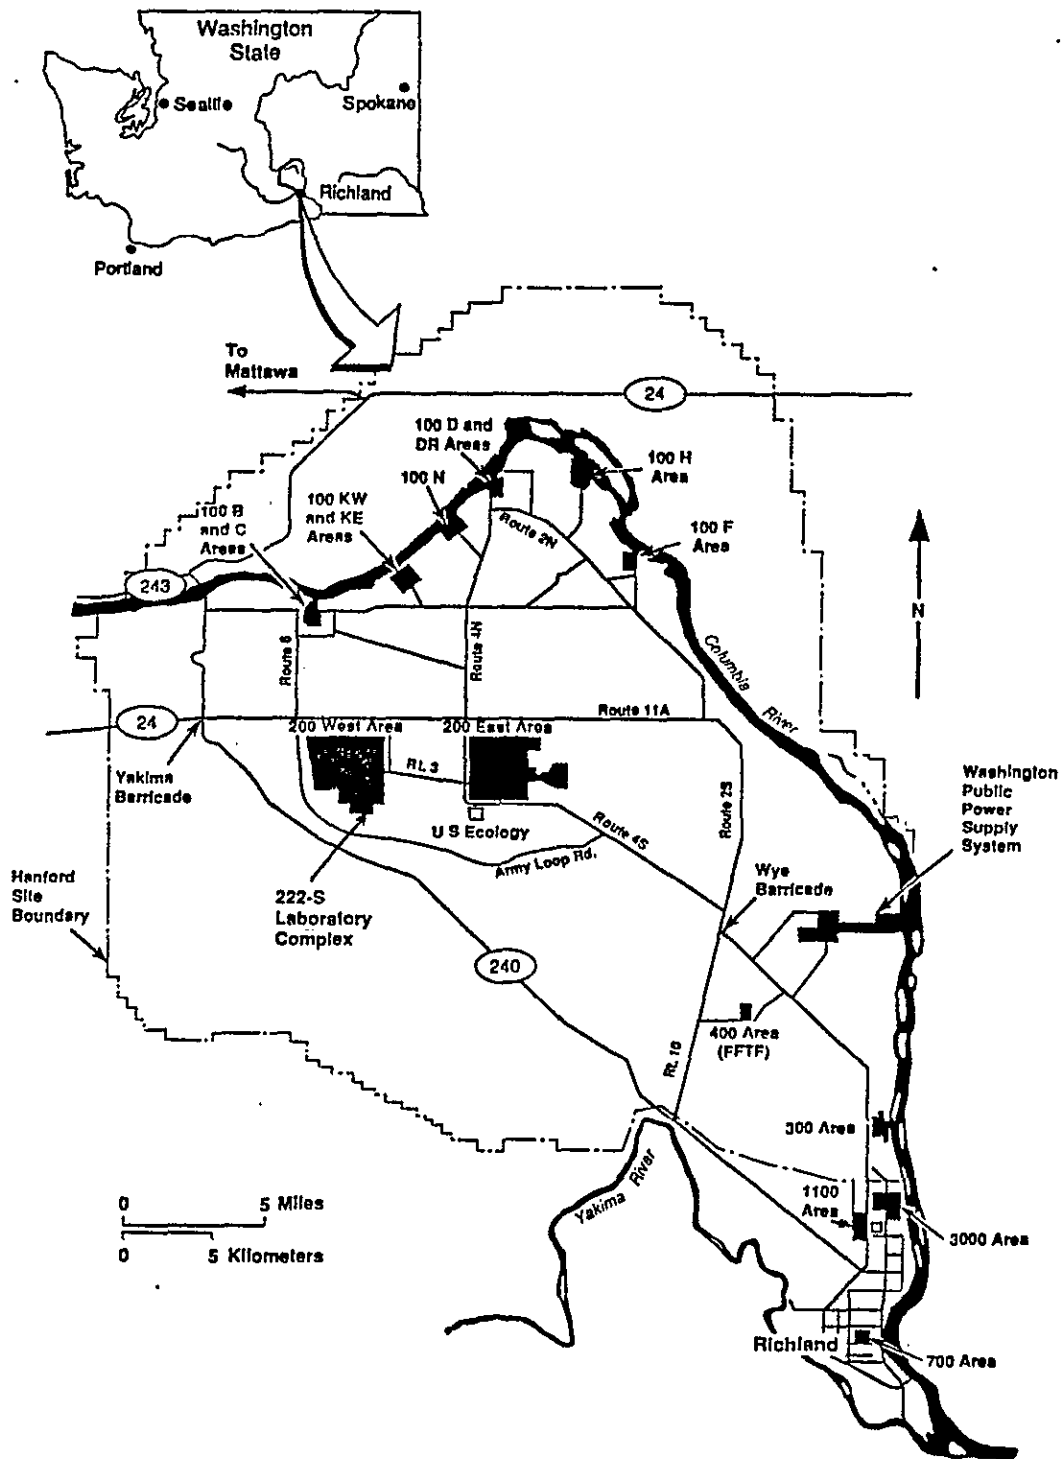 Washington
State
Seattle
Spokane
Richland
Portland
To
Mattawa
24
100 D and
DR Areas
100 H
Area
100 N
100 KW
and KE
Areas
100 B
and C
Areas
Route 2N
100 F
Area
243
N
Columbia
River
Route 6
Route 4N
Route 11A
24
200 West Area
200 East Area
Yakima
Barricade
Rt. 3
Route 2S
Washington
Public
Power
Supply
System
U S Ecology
Route 4S
Army Loop Rd.
Wye
Barricade
Hanford
Site
Boundary
222-S
Laboratory
Complex
240
400 Area
(FFTF)
Rt. 10
300 Area
Yakima River
1100
Area
3000 Area
0 5 Miles
0 5 Kilometers
Richland
700 Area